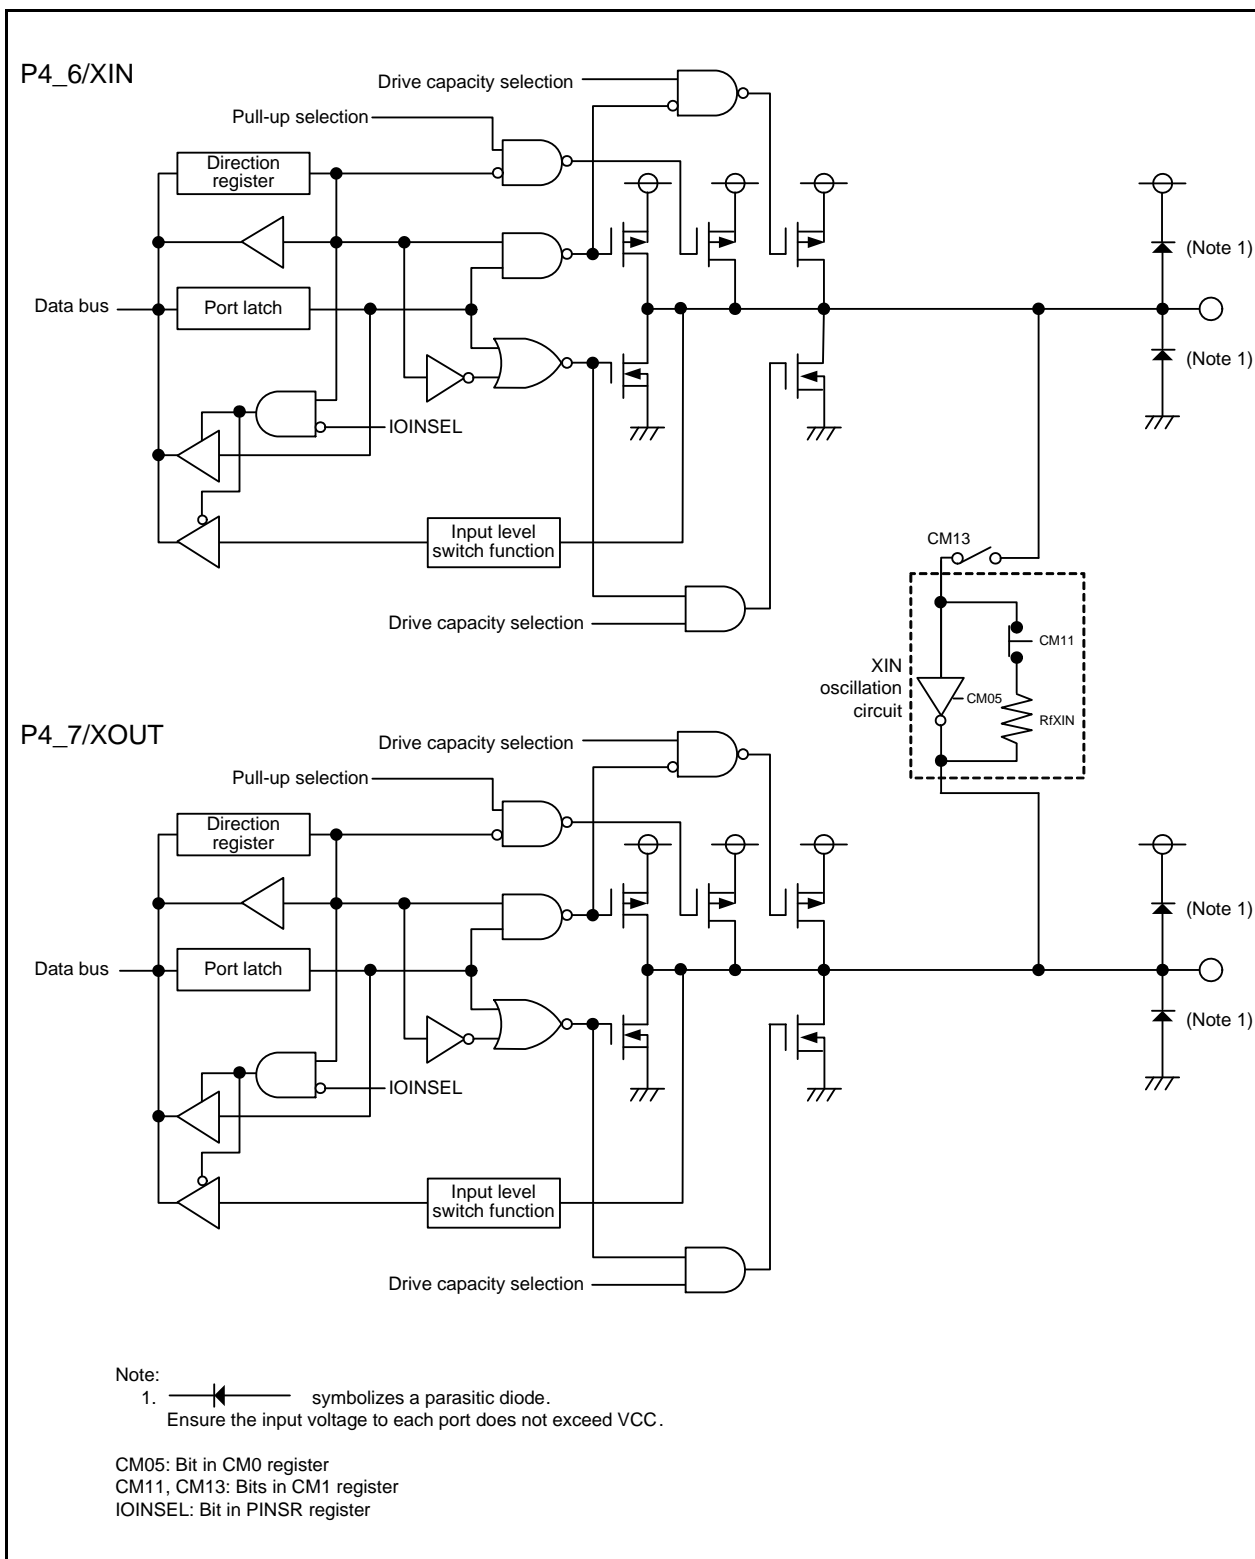 P4_6/XIN
Drive capacity selection
Pull-up selection
Direction
register
(Note 1)
Data bus
Port latch
(Note 1)
IOINSEL
Input level
switch function
CM13
Drive capacity selection
CM11
XIN
oscillation
circuit
CM05
RfXIN
P4_7/XOUT
Drive capacity selection
Pull-up selection
Direction
register
(Note 1)
Data bus
Port latch
(Note 1)
IOINSEL
Input level
switch function
Drive capacity selection
Note:
1. symbolizes a parasitic diode.
Ensure the input voltage to each port does not exceed VCC.
CM05: Bit in CM0 register
CM11, CM13: Bits in CM1 register
IOINSEL: Bit in PINSR register